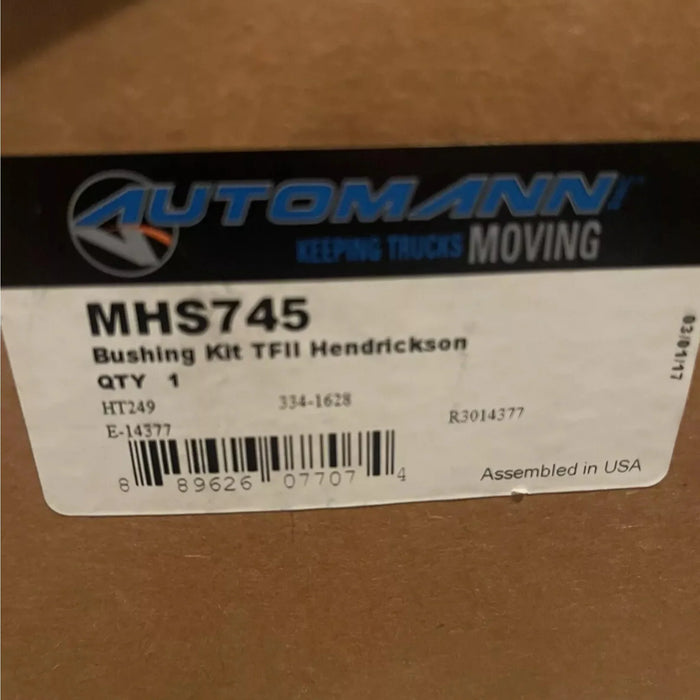 AUTOMANN
KEEPING TRUCKS MOVING
MHS745
Bushing Kit TFII Hendrickson
QTY 1
HT249 334-1628 R3014377
E-14377
8 89626 07707 4
Assembled in USA
03/01/17